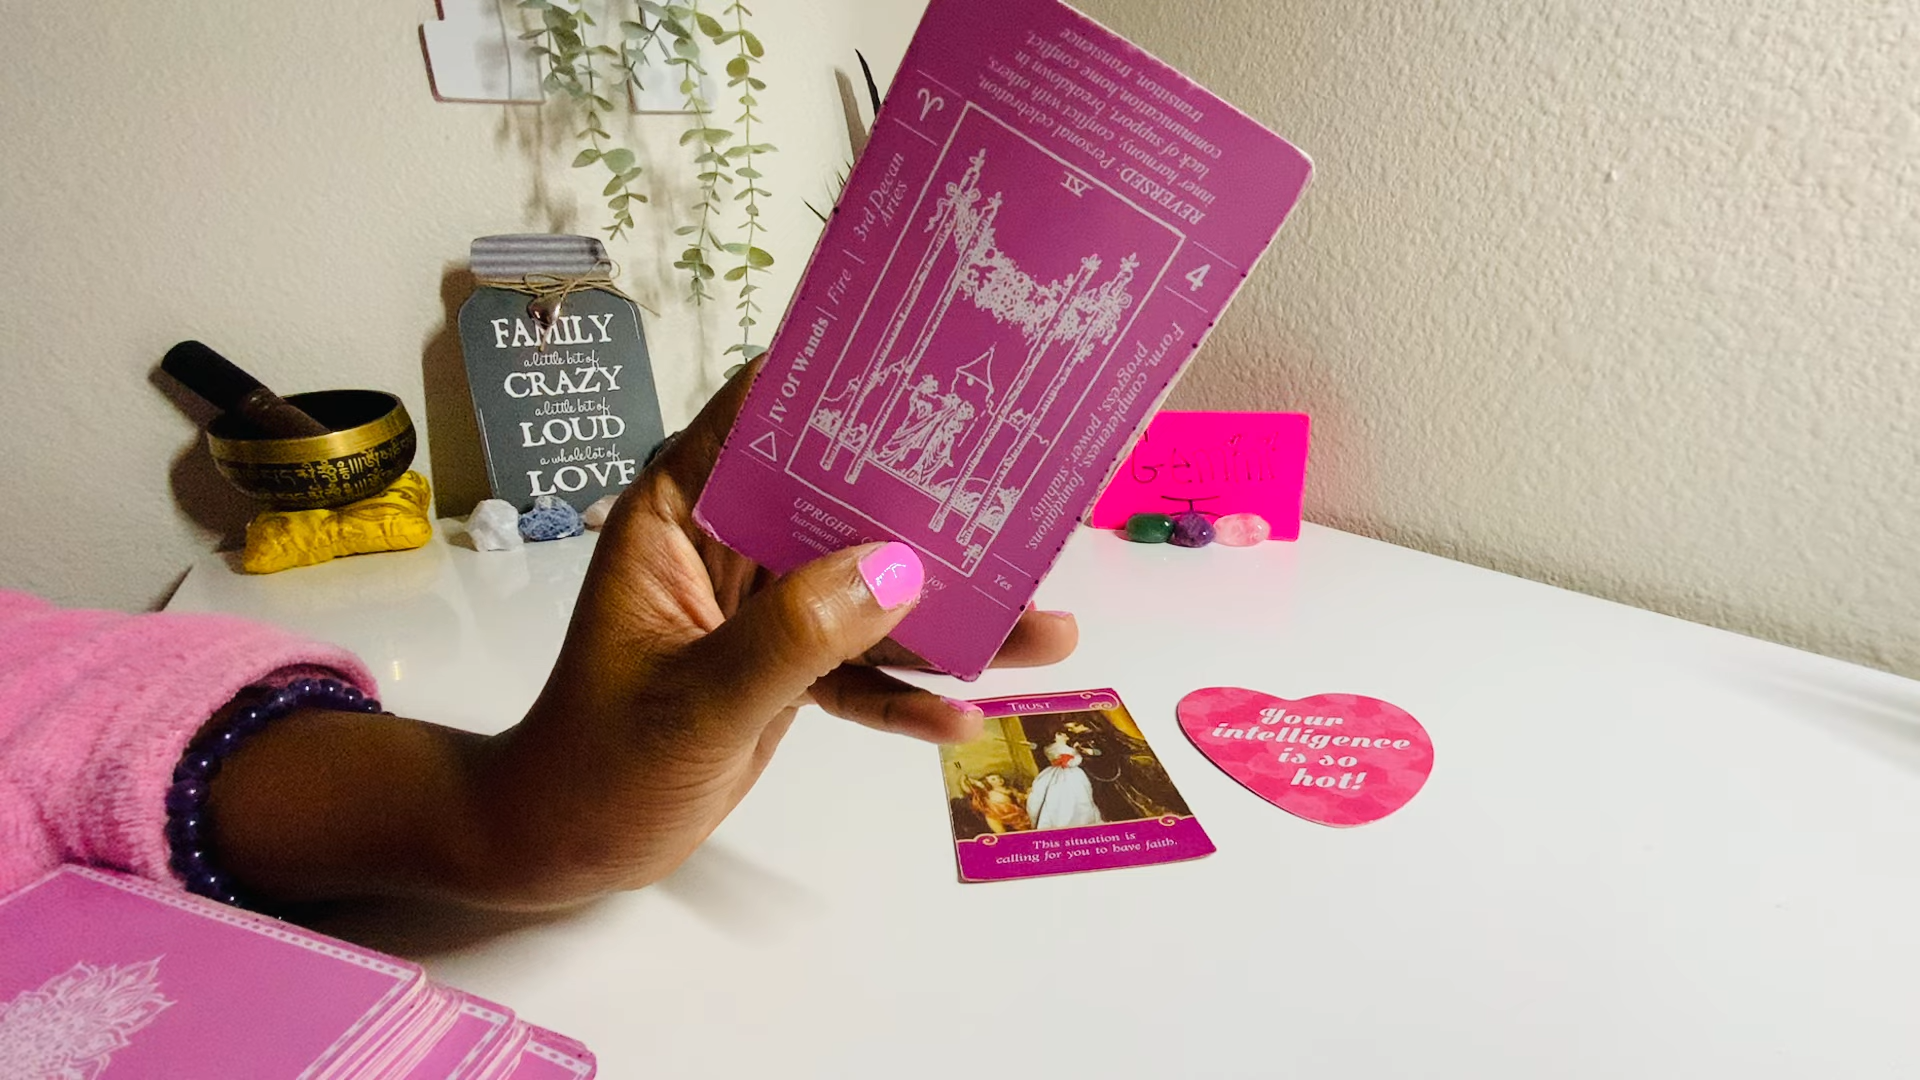 FAMILY
a little bit of
CRAZY
a little bit of
LOUD
a whole lot of
LOVE
REVERSED: Personal celebration,
inner harmony, conflict with others,
lack of support, breakdown in
communication, home conflict,
transition, transience
3rd Decan
Aries
IV Of Wands | Fire |
4
Form, completeness, foundations,
progress, power, stability.
Yes
UPRIGHT:
harmony,
joy
Gemini
TRUST
This situation is
calling for you to have faith.
Your
intelligence
is so
hot!